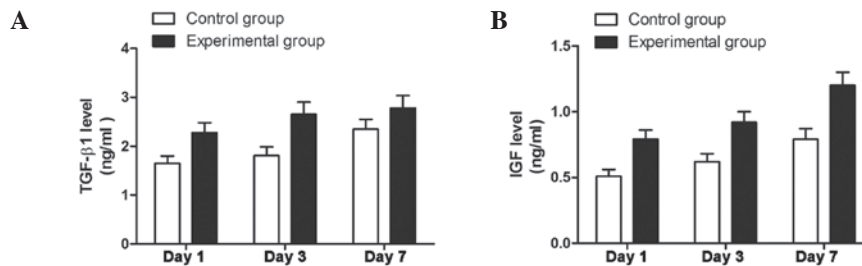 A
Control group
Experimental group
TGF-β1 level
(ng/ml )
4
3
2
1
0
Day 1 Day 3 Day 7
B
Control group
Experimental group
IGF level
(ng/ml)
1.5
1.0
0.5
0.0
Day 1 Day 3 Day 7